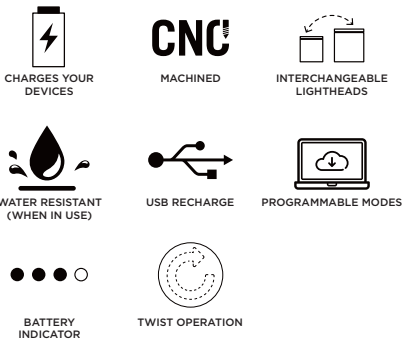 CNC
CHARGES YOUR
DEVICES
MACHINED
INTERCHANGEABLE
LIGHTHEADS
WATER RESISTANT
(WHEN IN USE)
USB RECHARGE
PROGRAMMABLE MODES
BATTERY
INDICATOR
TWIST OPERATION